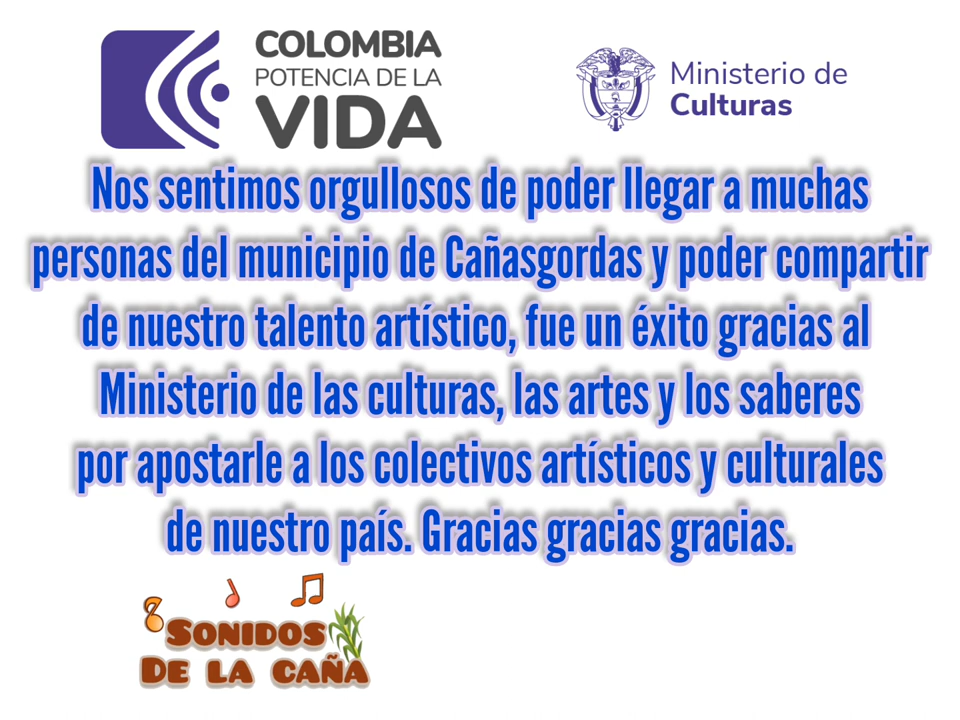 COLOMBIA
POTENCIA DE LA
VIDA
Ministerio de
Culturas
Nos sentimos orgullosos de poder llegar a muchas
personas del municipio de Cañasgordas y poder compartir
de nuestro talento artístico, fue un éxito gracias al
Ministerio de las culturas, las artes y los saberes
por apostarle a los colectivos artísticos y culturales
de nuestro país. Gracias gracias gracias.
SONIDOS
DE LA CAÑA